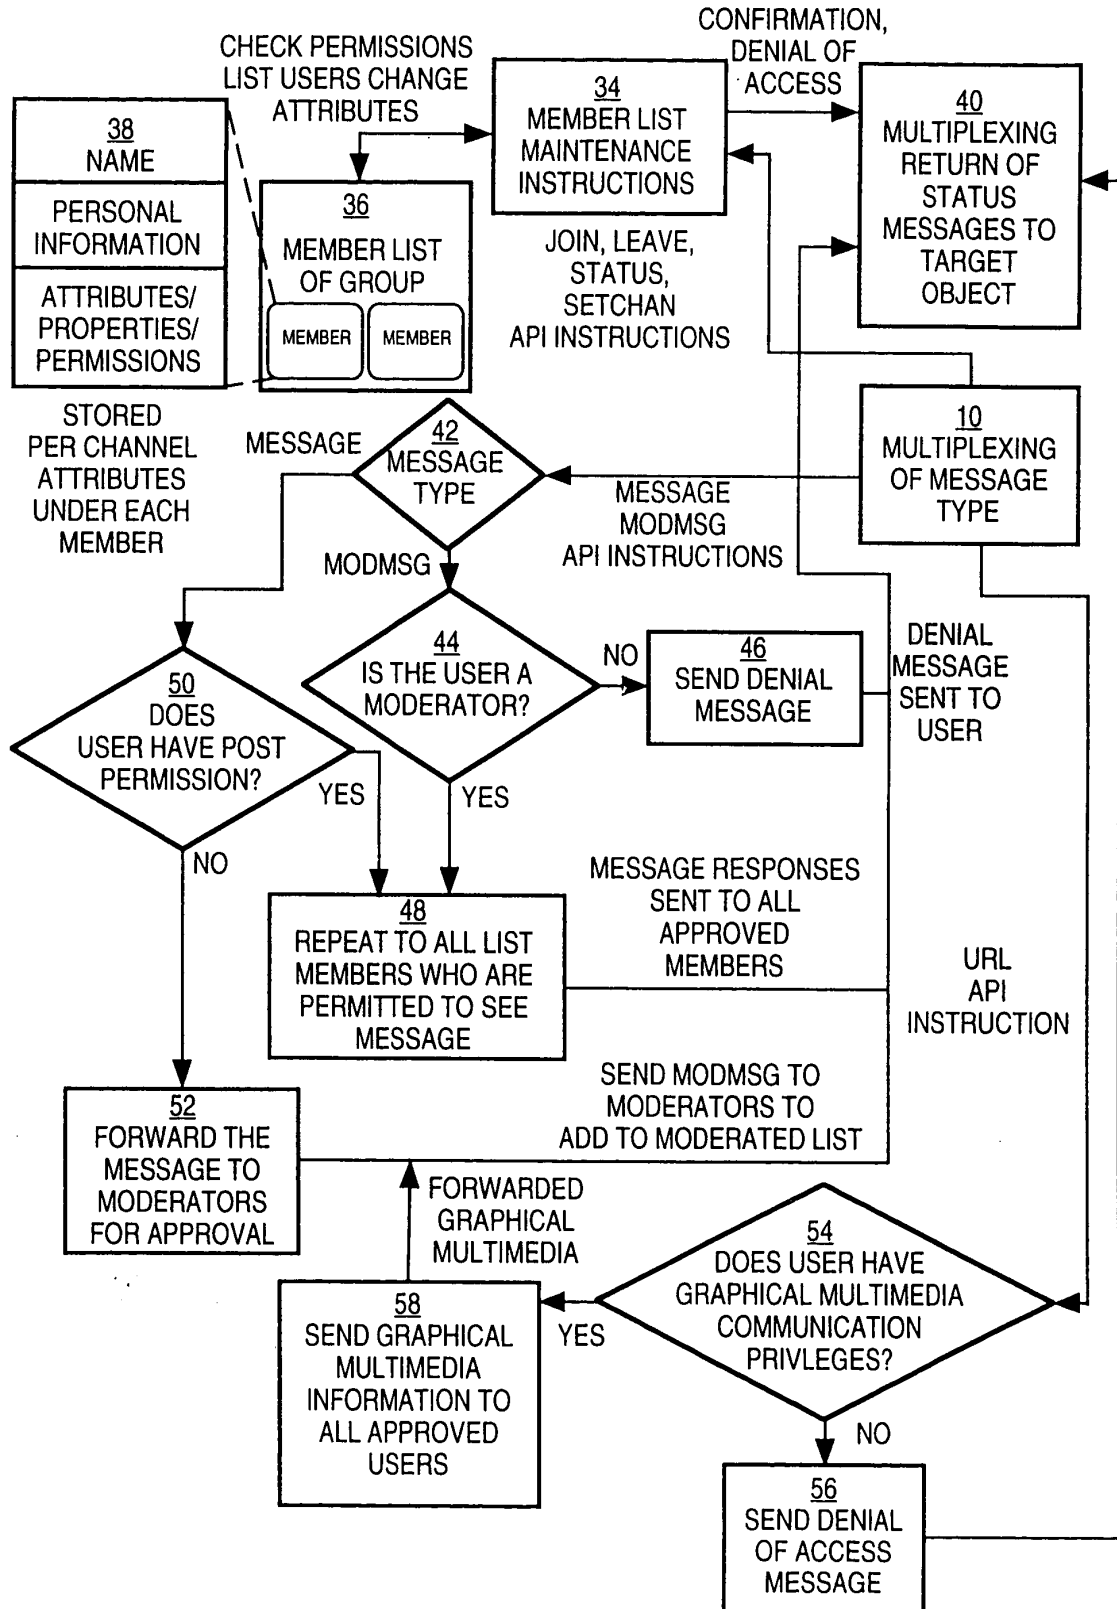 CONFIRMATION,
DENIAL OF
ACCESS
CHECK PERMISSIONS
LIST USERS CHANGE
ATTRIBUTES
34
MEMBER LIST
MAINTENANCE
INSTRUCTIONS
40
MULTIPLEXING
RETURN OF
STATUS
MESSAGES TO
TARGET
OBJECT
38
NAME
PERSONAL
INFORMATION
ATTRIBUTES/
PROPERTIES/
PERMISSIONS
36
MEMBER LIST
OF GROUP
MEMBER
MEMBER
JOIN, LEAVE,
STATUS,
SETCHAN
API INSTRUCTIONS
STORED
PER CHANNEL
ATTRIBUTES
UNDER EACH
MEMBER
MESSAGE
42
MESSAGE
TYPE
10
MULTIPLEXING
OF MESSAGE
TYPE
MESSAGE
MODMSG
API INSTRUCTIONS
MODMSG
44
IS THE USER A
MODERATOR?
NO
46
SEND DENIAL
MESSAGE
DENIAL
MESSAGE
SENT TO
USER
50
DOES
USER HAVE POST
PERMISSION?
YES
YES
NO
48
REPEAT TO ALL LIST
MEMBERS WHO ARE
PERMITTED TO SEE
MESSAGE
MESSAGE RESPONSES
SENT TO ALL
APPROVED
MEMBERS
URL
API
INSTRUCTION
52
FORWARD THE
MESSAGE TO
MODERATORS
FOR APPROVAL
SEND MODMSG TO
MODERATORS TO
ADD TO MODERATED LIST
FORWARDED
GRAPHICAL
MULTIMEDIA
54
DOES USER HAVE
GRAPHICAL MULTIMEDIA
COMMUNICATION
PRIVLEGES?
YES
58
SEND GRAPHICAL
MULTIMEDIA
INFORMATION TO
ALL APPROVED
USERS
NO
56
SEND DENIAL
OF ACCESS
MESSAGE